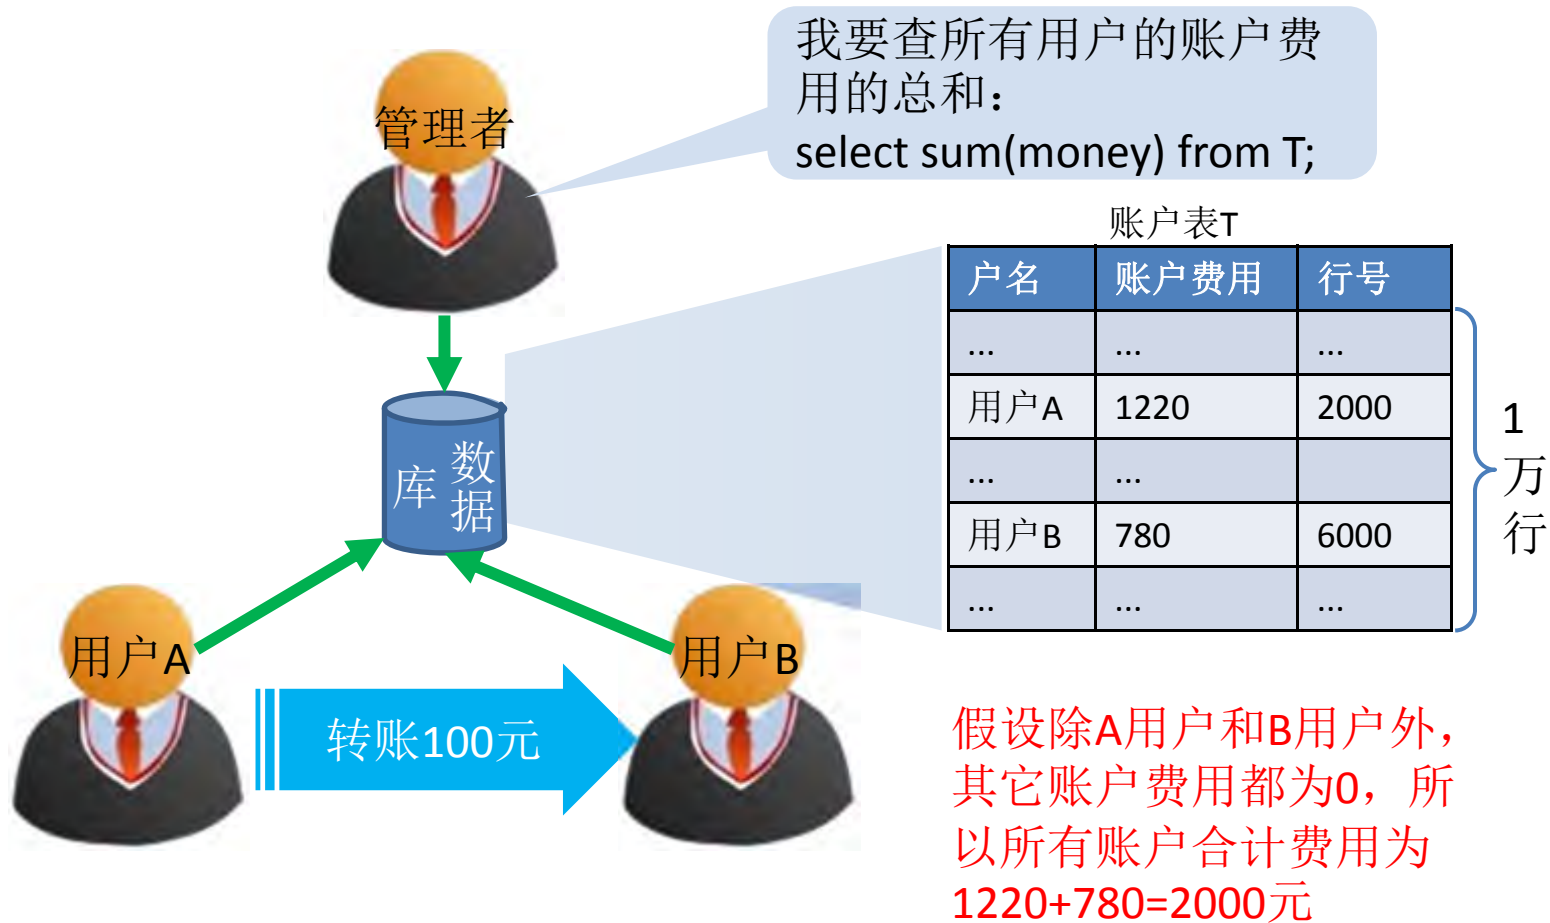 我要查所有用户的账户费
用的总和：
select sum(money) from T;
管理者
账户表T
户名 账户费用 行号
... ... ...
用户A 1220 2000
... ...
用户B 780 6000
... ... ...
1
万
行
数据
库
用户A
用户B
转账100元
假设除A用户和B用户外，
其它账户费用都为0，所
以所有账户合计费用为
1220+780=2000元